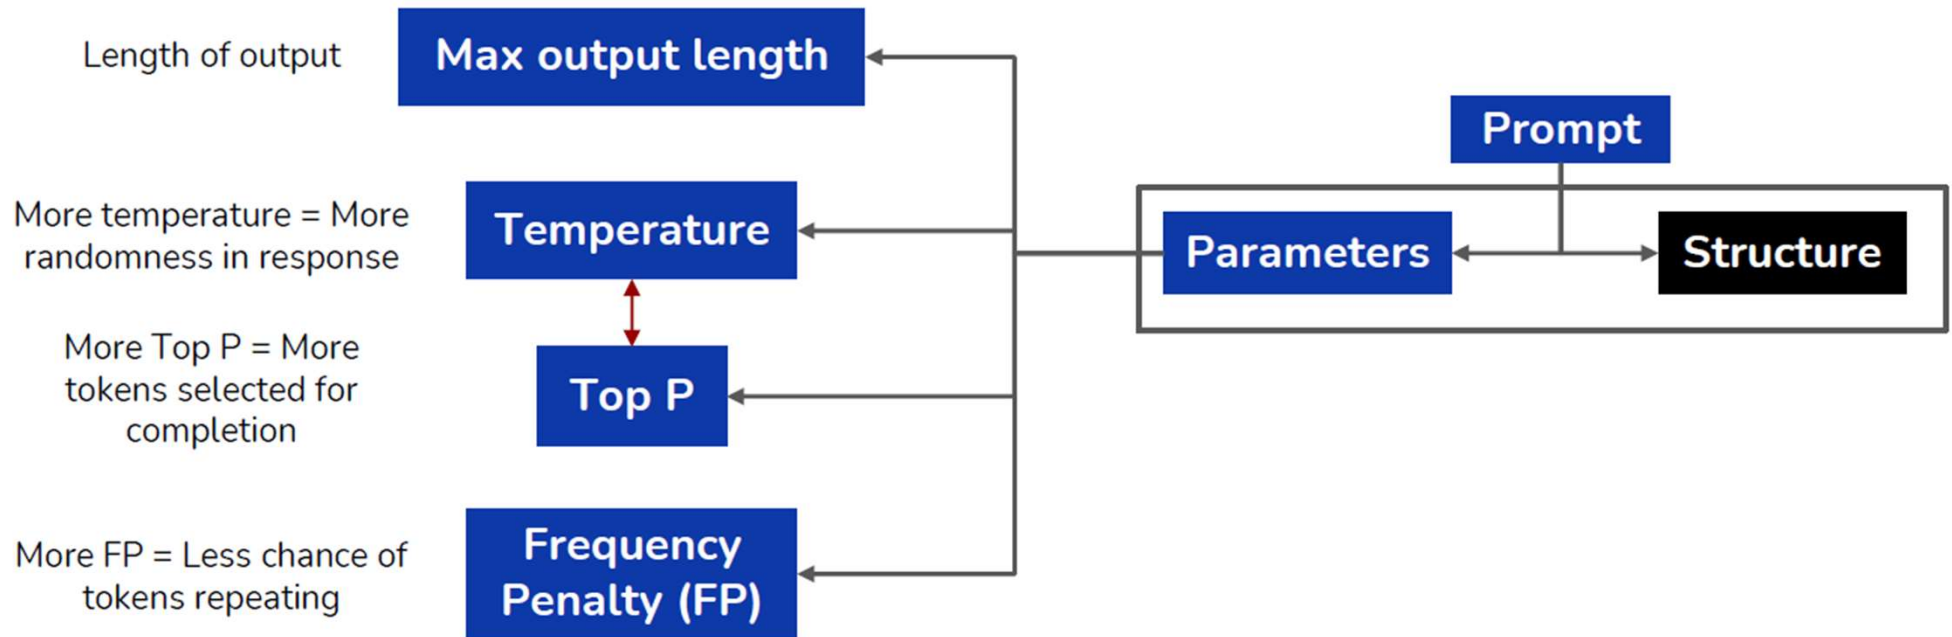 Length of output
Max output length
Prompt
More temperature = More
randomness in response
Temperature
Parameters
Structure
More Top P = More
tokens selected for
completion
Top P
More FP = Less chance of
tokens repeating
Frequency
Penalty (FP)